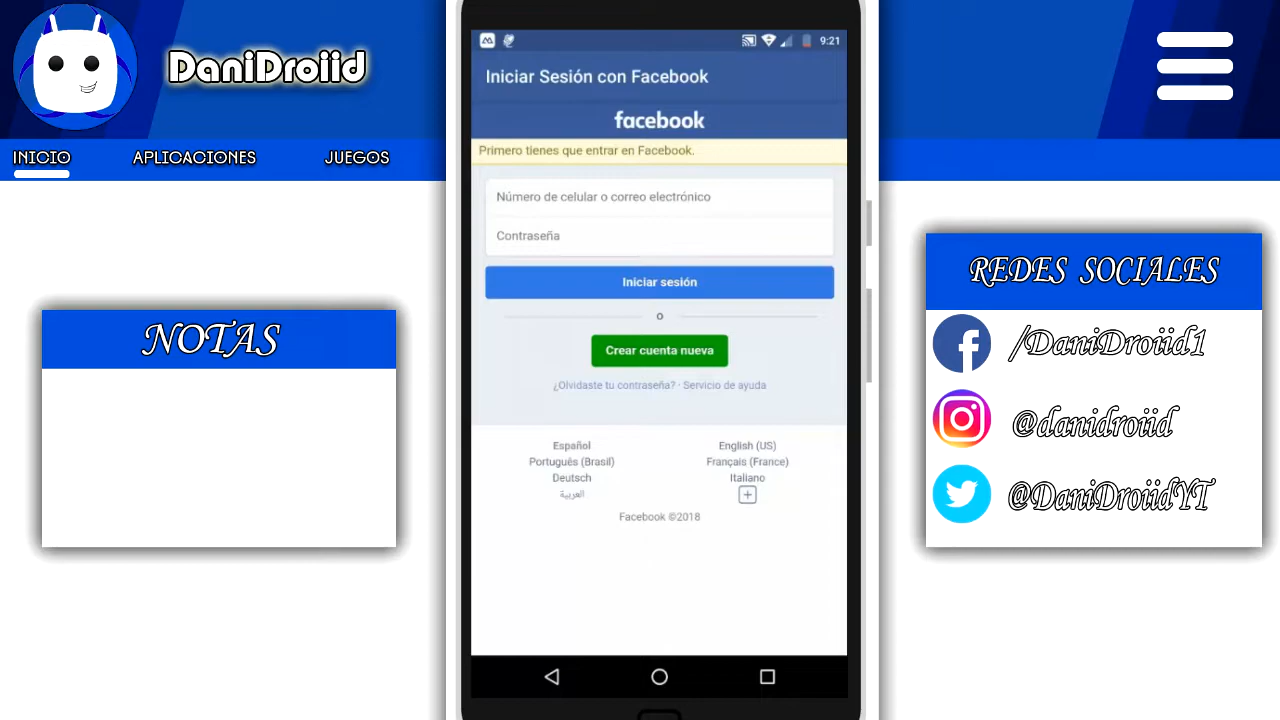 DaniDroiid
INICIO
APLICACIONES
JUEGOS
NOTAS
9:21
Iniciar Sesión con Facebook
facebook
Primero tienes que entrar en Facebook.
Número de celular o correo electrónico
Contraseña
Iniciar sesión
o
Crear cuenta nueva
¿Olvidaste tu contraseña? · Servicio de ayuda
Español
English (US)
Português (Brasil)
Français (France)
Deutsch
Italiano
العربية
Facebook ©2018
REDES SOCIALES
/DaniDroiid1
@danidroiid
@DaniDroiidYT